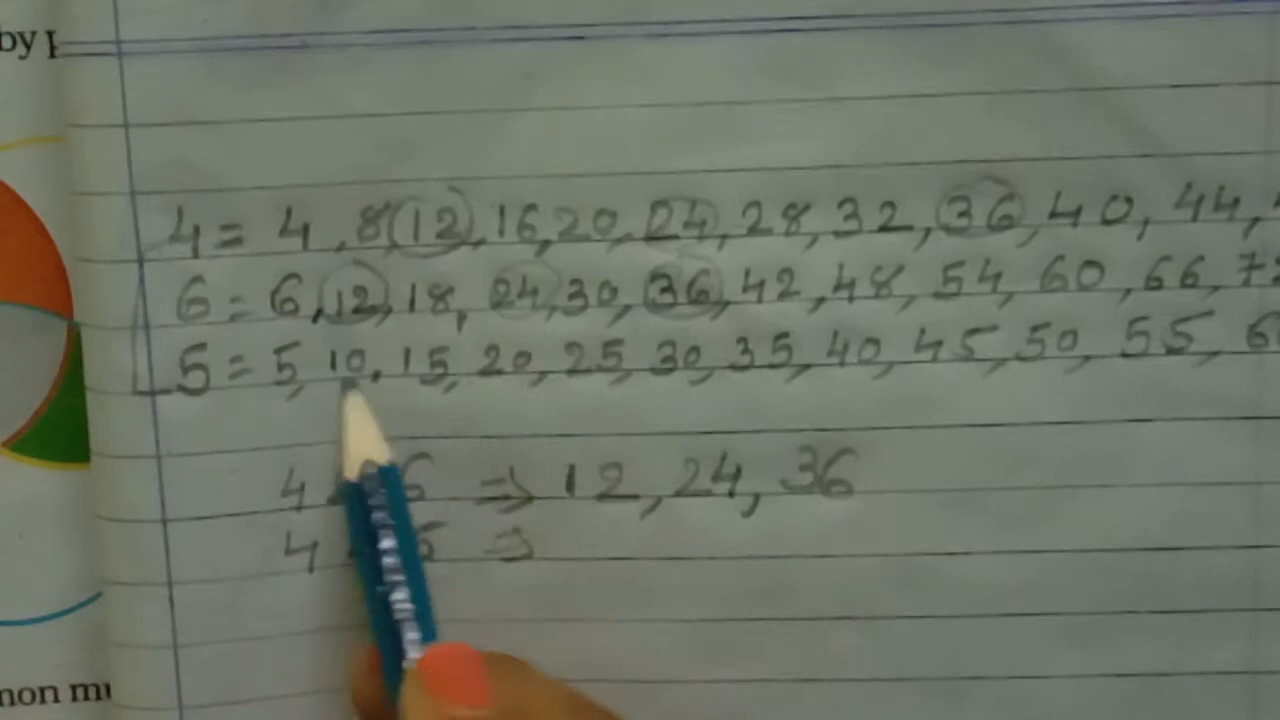 by
4 = 4, 8, 12, 16, 20, 24, 28, 32, 36, 40, 44,
6 = 6, 12, 18, 24, 30, 36, 42, 48, 54, 60, 66,
5 = 5, 10, 15, 20, 25, 30, 35, 40, 45, 50, 55,
4 6 ⇒ 12, 24, 36
4 5 ⇒